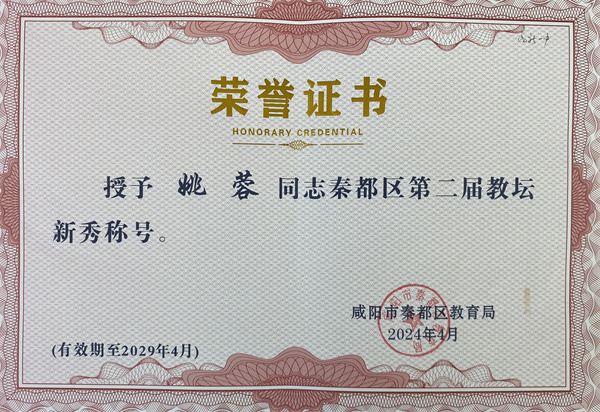 荣誉证书
HONORARY CREDENTIAL
授予 姚蓉 同志秦都区第二届教坛
新秀称号。
咸阳市秦都区教育局
2024年4月
(有效期至2029年4月)